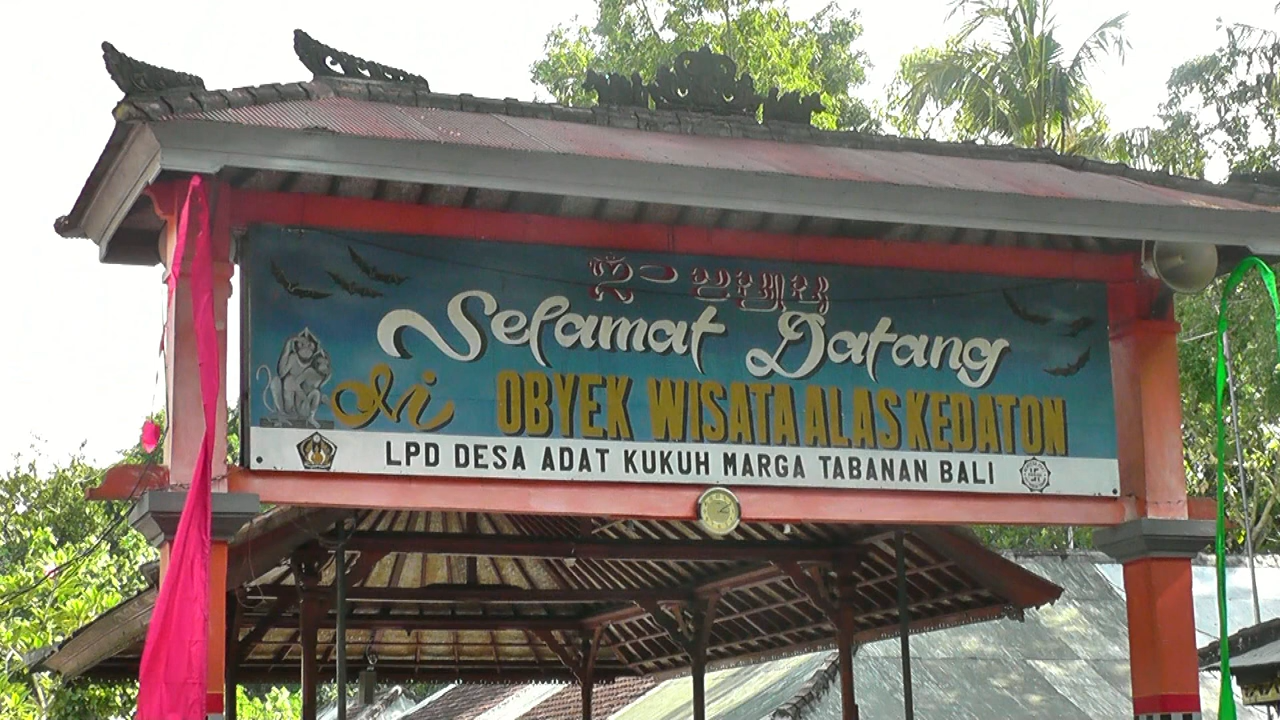 Selamat Datang
di OBYEK WISATA ALAS KEDATON
LPD DESA ADAT KUKUH MARGA TABANAN BALI